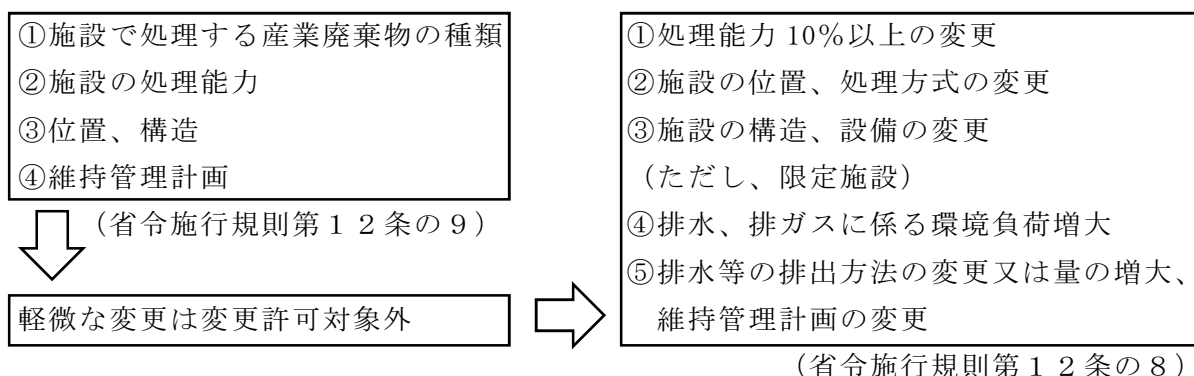 ①施設で処理する産業廃棄物の種類
②施設の処理能力
③位置、構造
④維持管理計画
（省令施行規則第１２条の９）
軽微な変更は変更許可対象外
①処理能力 10％以上の変更
②施設の位置、処理方式の変更
③施設の構造、設備の変更
（ただし、限定施設）
④排水、排ガスに係る環境負荷増大
⑤排水等の排出方法の変更又は量の増大、
維持管理計画の変更
（省令施行規則第１２条の８）